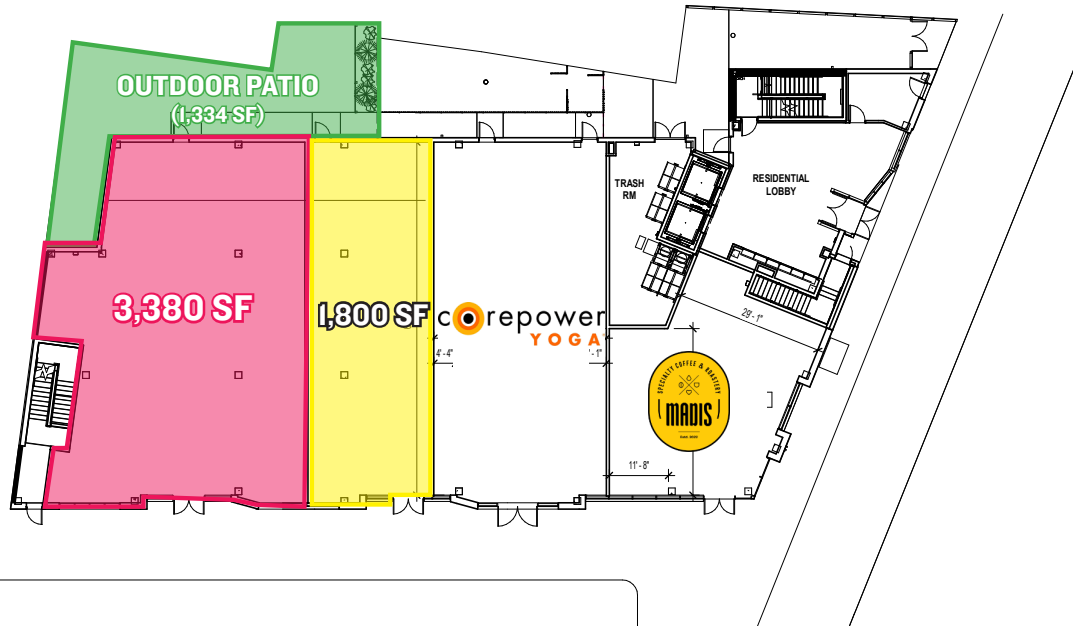 OUTDOOR PATIO
(1,334 SF)
TRASH
RM
RESIDENTIAL
LOBBY
3,380 SF
1,800 SF
corepower
YOGA
29'-1"
4'-4"
'-1"
SPECIALTY COFFEE & ROASTERY
MADIS
11'-8"